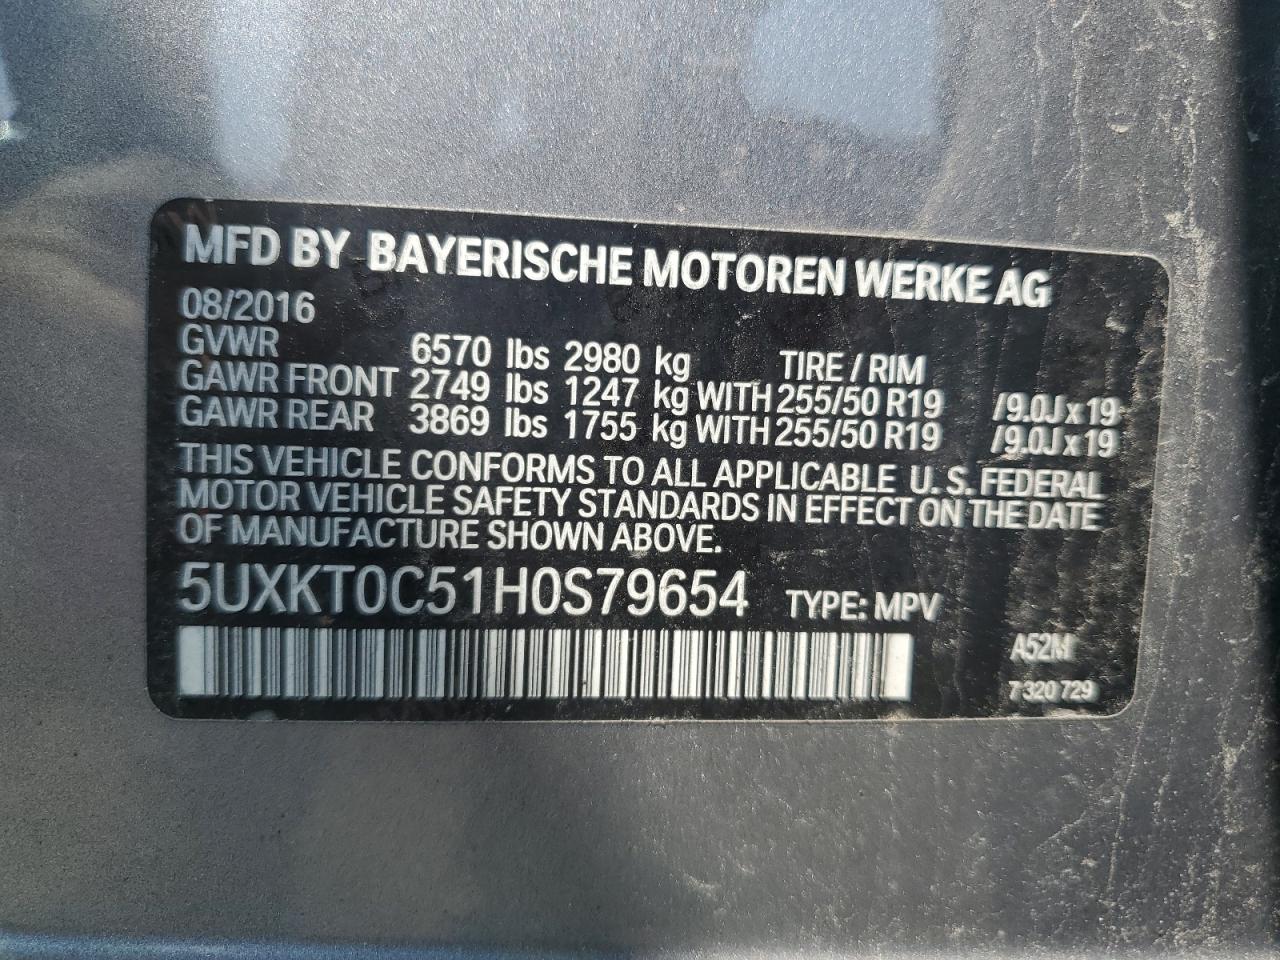 MFD BY BAYERISCHE MOTOREN WERKE AG
08/2016
GVWR 6570 lbs 2980 kg TIRE / RIM
GAWR FRONT 2749 lbs 1247 kg WITH 255/50 R19 /9.0J x 19
GAWR REAR 3869 lbs 1755 kg WITH 255/50 R19 /9.0J x 19
THIS VEHICLE CONFORMS TO ALL APPLICABLE U.S. FEDERAL
MOTOR VEHICLE SAFETY STANDARDS IN EFFECT ON THE DATE
OF MANUFACTURE SHOWN ABOVE.
5UXKT0C51H0S79654 TYPE: MPV
A52M
7 320 729